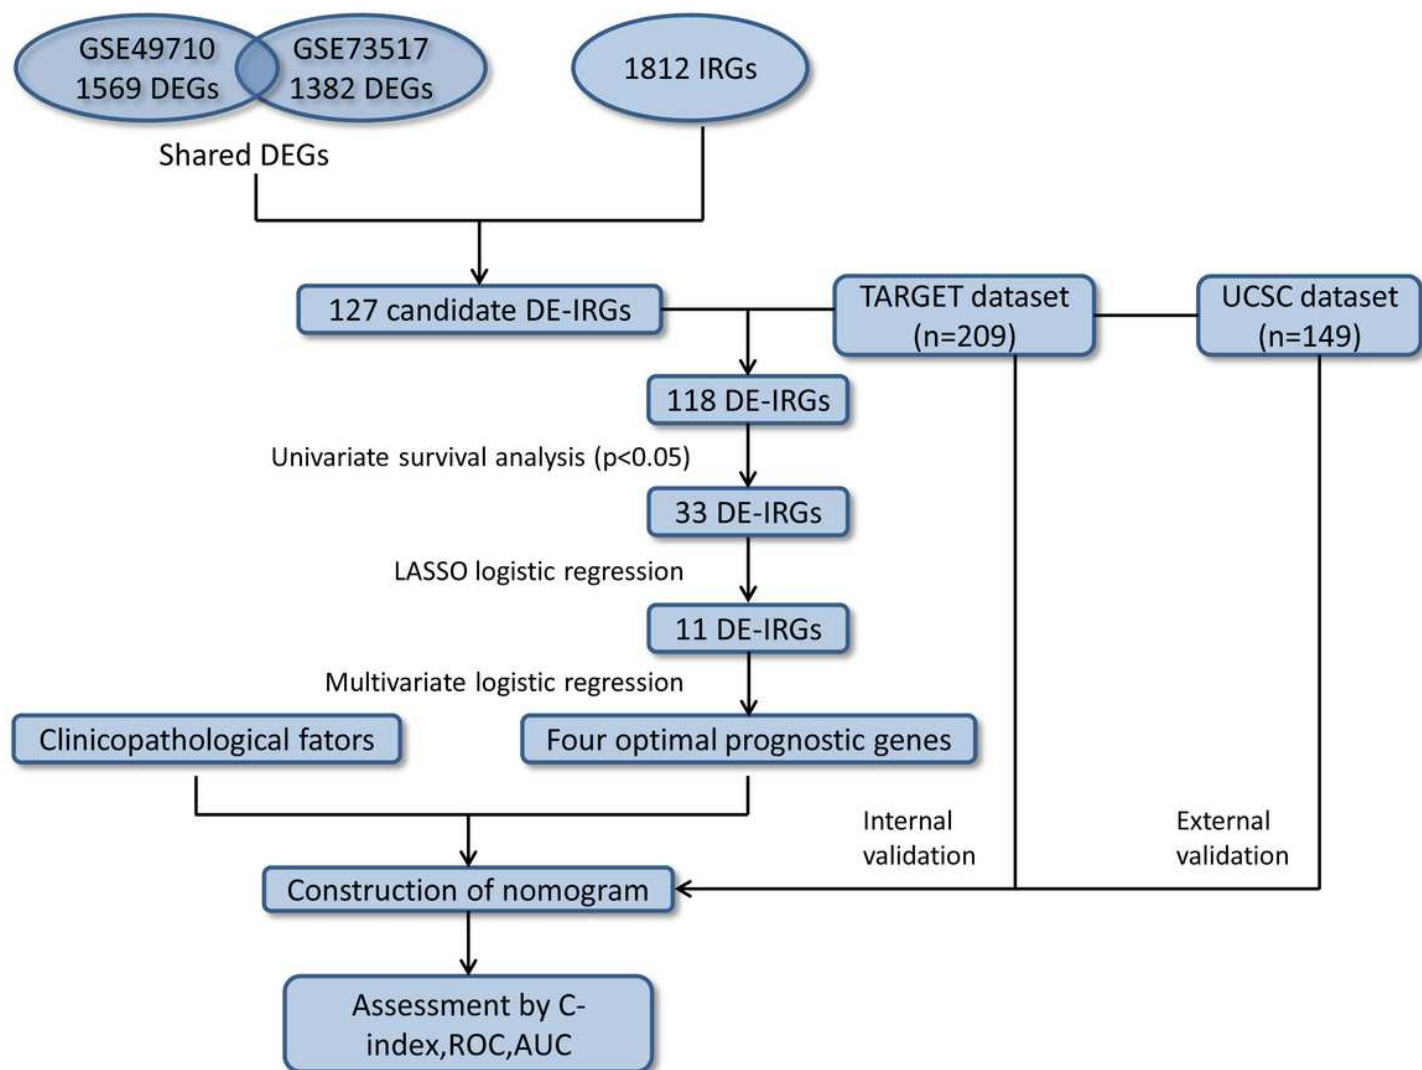 GSE49710
1569 DEGs
GSE73517
1382 DEGs
1812 IRGs
Shared DEGs
127 candidate DE-IRGs
TARGET dataset
(n=209)
UCSC dataset
(n=149)
118 DE-IRGs
Univariate survival analysis (p<0.05)
33 DE-IRGs
LASSO logistic regression
11 DE-IRGs
Multivariate logistic regression
Clinicopathological fators
Four optimal prognostic genes
Internal
validation
External
validation
Construction of nomogram
Assessment by C-
index,ROC,AUC